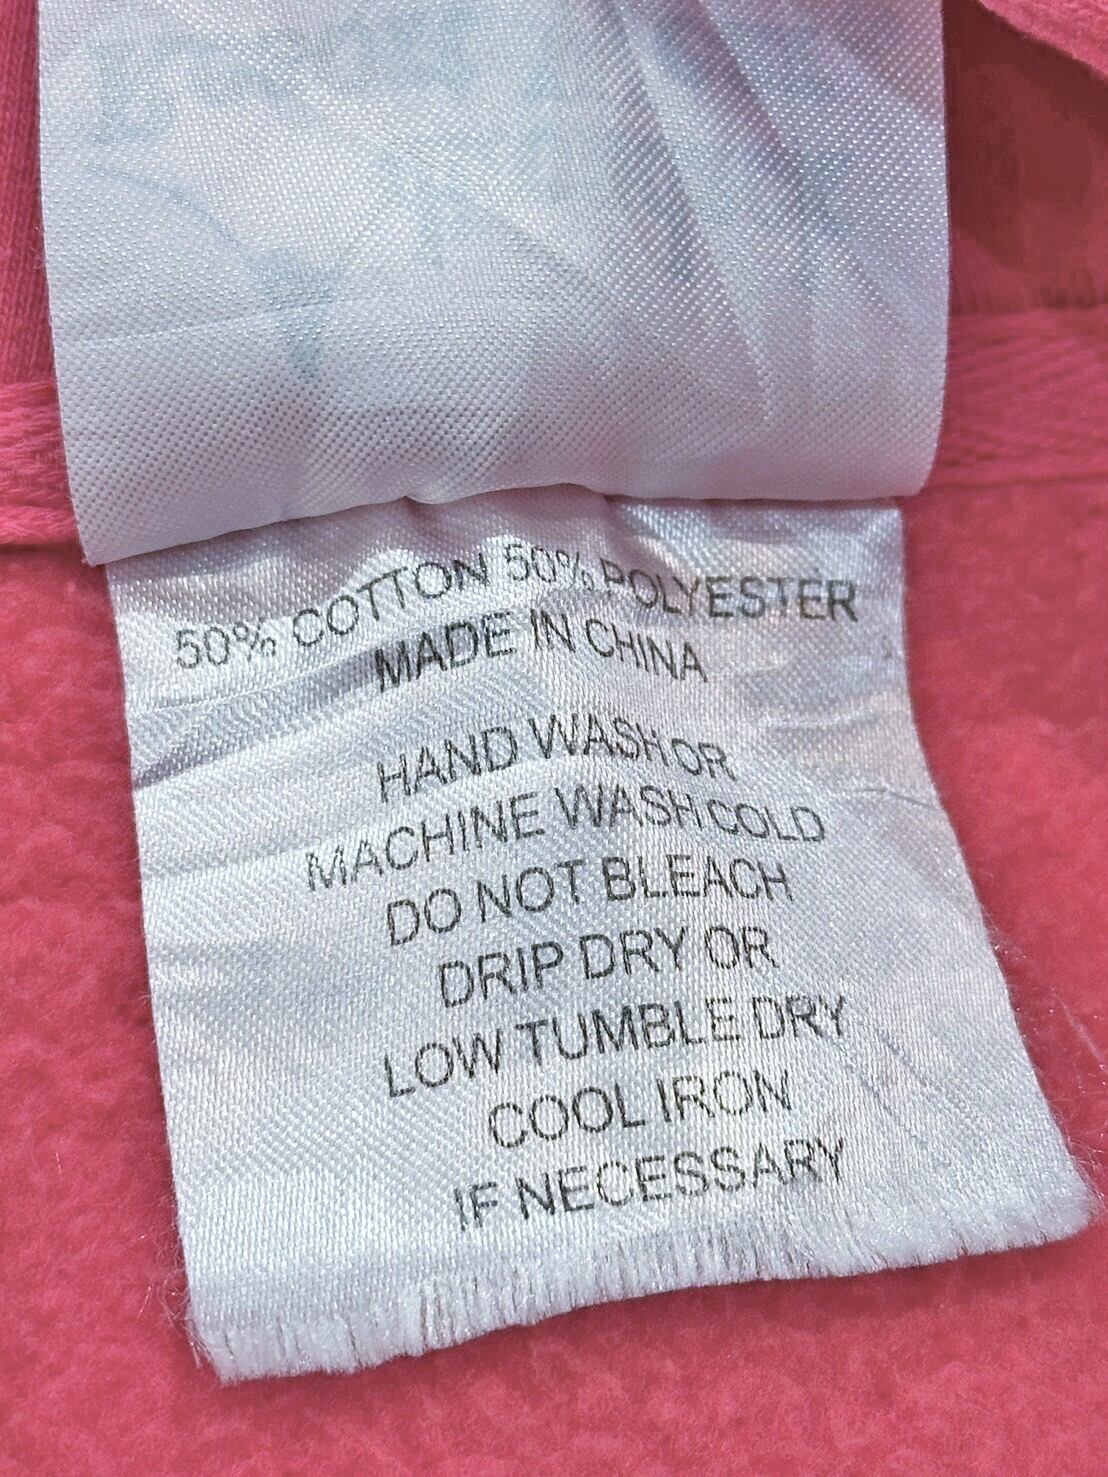 50% COTTON 50% POLYESTER
MADE IN CHINA
HAND WASH OR
MACHINE WASH COLD
DO NOT BLEACH
DRIP DRY OR
LOW TUMBLE DRY
COOL IRON
IF NECESSARY